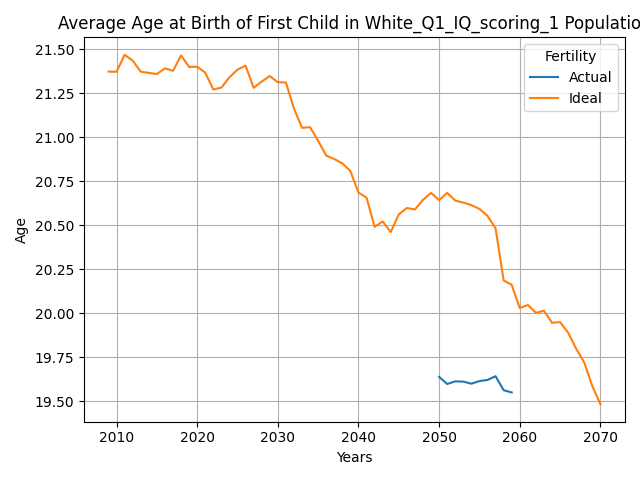 Average Age at Birth of First Child in White_Q1_IQ_scoring_1 Populatio
Fertility
Actual
Ideal
21.50
21.25
21.00
20.75
20.50
20.25
20.00
19.75
19.50
Age
2010 2020 2030 2040 2050 2060 2070
Years